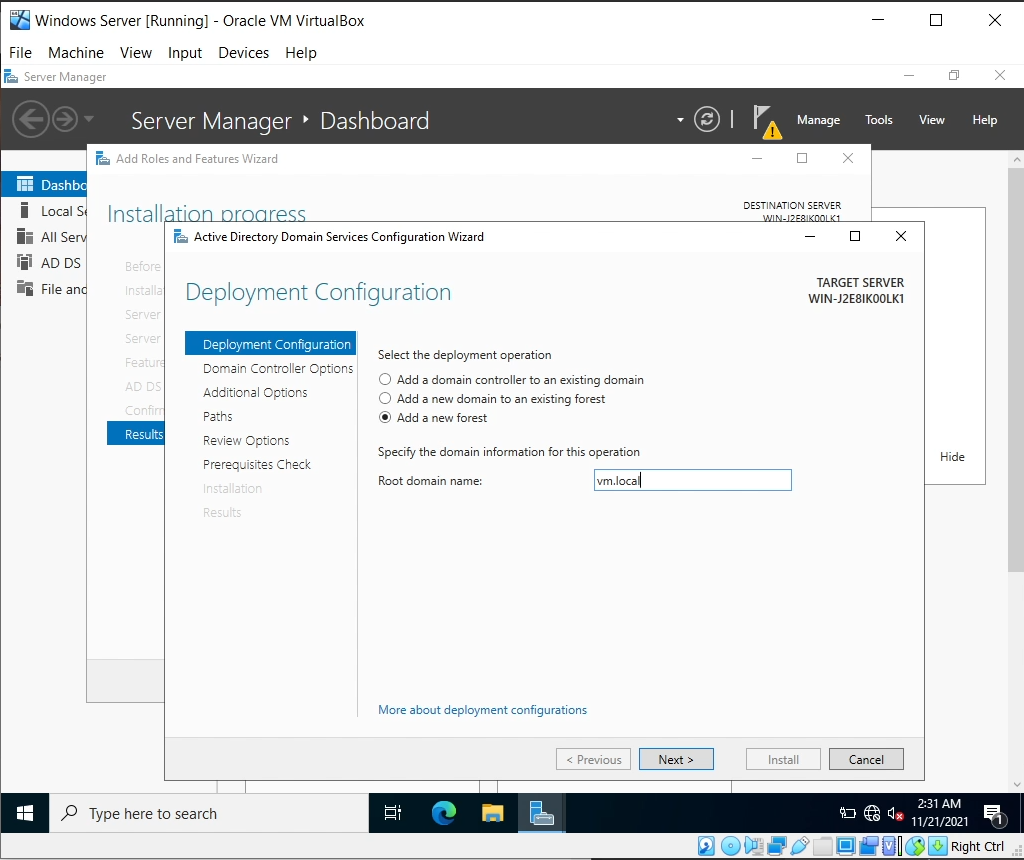 Windows Server [Running] - Oracle VM VirtualBox
File Machine View Input Devices Help
Server Manager
Server Manager ‣ Dashboard
Manage Tools View Help
Add Roles and Features Wizard
Dashbo
Local Se
All Serv
AD DS
File and
Installation progress
DESTINATION SERVER
WIN-J2E8IK00LK1
Before
Installa
Server
Server
Feature
AD DS
Confirm
Results
Hide
Active Directory Domain Services Configuration Wizard
Deployment Configuration
TARGET SERVER
WIN-J2E8IK00LK1
Deployment Configuration
Domain Controller Options
Additional Options
Paths
Review Options
Prerequisites Check
Installation
Results
Select the deployment operation
Add a domain controller to an existing domain
Add a new domain to an existing forest
Add a new forest
Specify the domain information for this operation
Root domain name: vm.local
More about deployment configurations
< Previous Next > Install Cancel
Type here to search
2:31 AM
11/21/2021
1
Right Ctrl